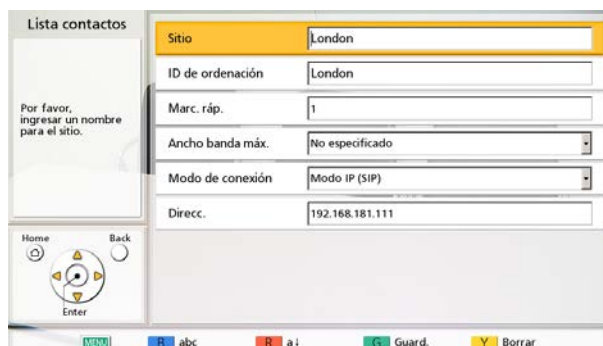 Lista contactos
Por favor,
ingresar un nombre
para el sitio.
Sitio London
ID de ordenación London
Marc. ráp. 1
Ancho banda máx. No especificado
Modo de conexión Modo IP (SIP)
Direcc. 192.168.181.111
Home Back
Enter
MENU B abc R a↓ G Guard. Y Borrar